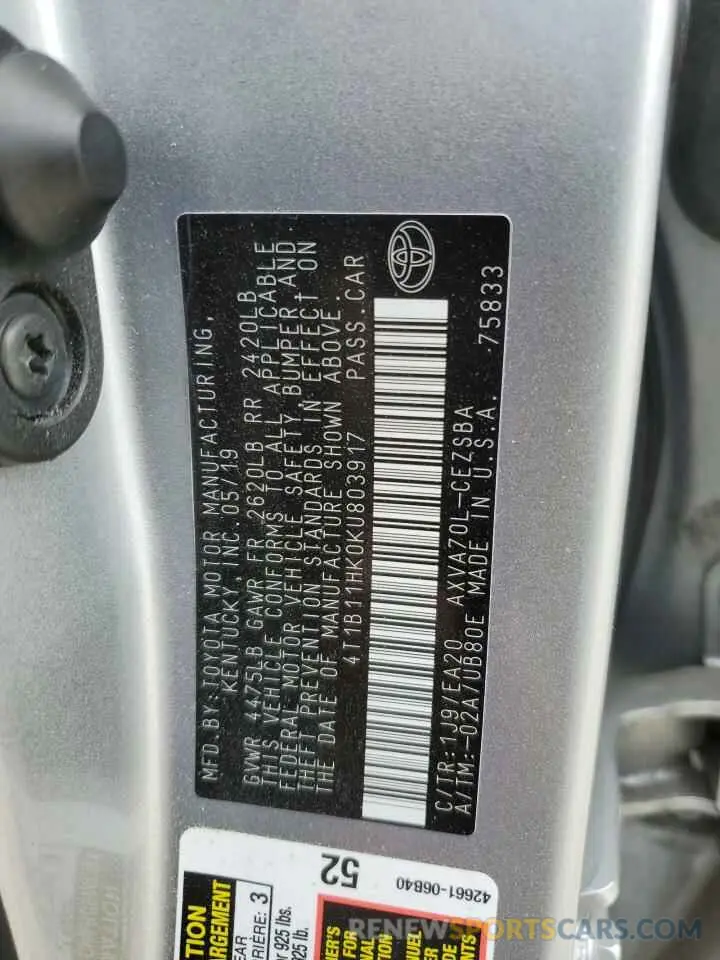 MFD.BY:TOYOTA MOTOR MANUFACTURING,
KENTUCKY, INC.05/19
GVWR 4475LB GAWR FR 2620LB RR 2420LB
THIS VEHICLE CONFORMS TO ALL APPLICABLE
FEDERAL MOTOR VEHICLE SAFETY, BUMPER AND
THEFT PREVENTION STANDARDS IN EFFECT ON
THE DATE OF MANUFACTURE SHOWN ABOVE.
4T1B11HK0KU803917 PASS.CAR
C/TR:1J9/EA20 AXVA70L-CEZSBA
A/TM:-02A/UB80E MADE IN U.S.A. 75833
52
42661-06B40
3
925 lbs.
RENEWSPORTSCARS.COM